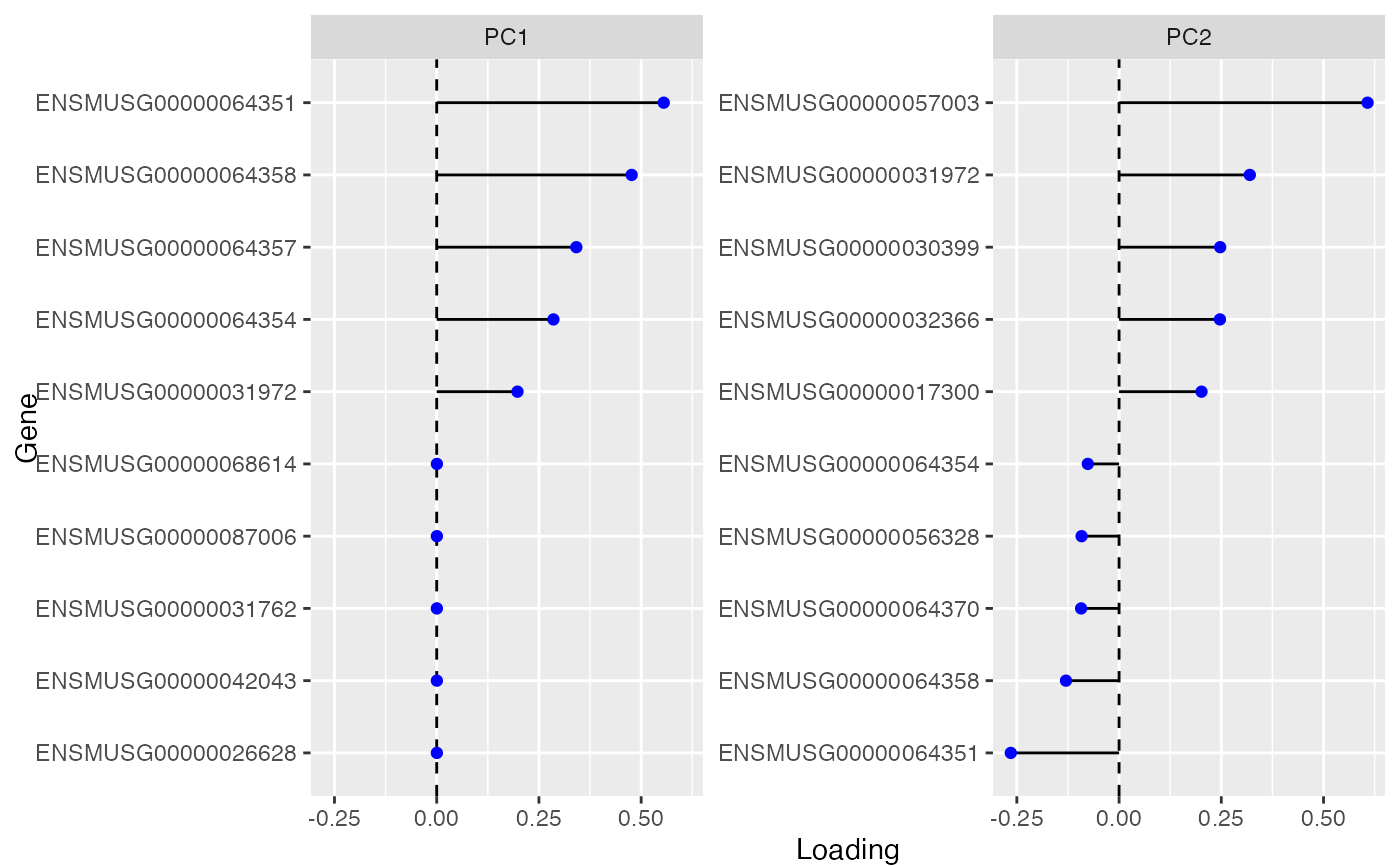 PC1
PC2
ENSMUSG00000064351
ENSMUSG00000064358
ENSMUSG00000064357
ENSMUSG00000064354
ENSMUSG00000031972
ENSMUSG00000068614
ENSMUSG00000087006
ENSMUSG00000031762
ENSMUSG00000042043
ENSMUSG00000026628
ENSMUSG00000057003
ENSMUSG00000031972
ENSMUSG00000030399
ENSMUSG00000032366
ENSMUSG00000017300
ENSMUSG00000064354
ENSMUSG00000056328
ENSMUSG00000064370
ENSMUSG00000064358
ENSMUSG00000064351
Gene
-0.25 0.00 0.25 0.50
-0.25 0.00 0.25 0.50
Loading